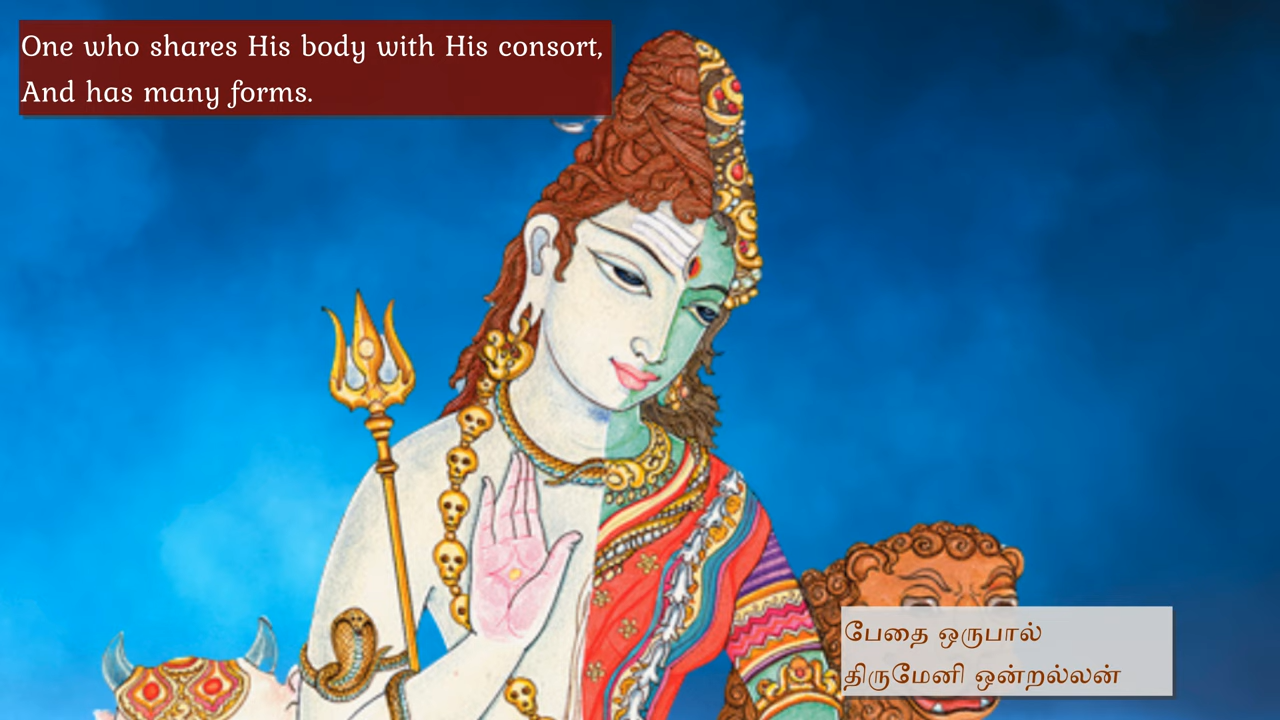 One who shares His body with His consort,
And has many forms.
பேதை ஒருபால்
திருமேனி ஒன்றல்லன்